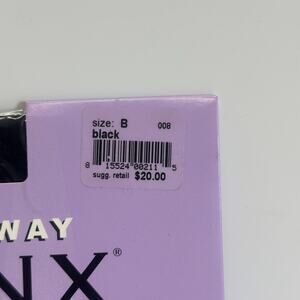 size: B 008
black
8 15524 00211 5
sugg. retail $20.00
WAY
NX®